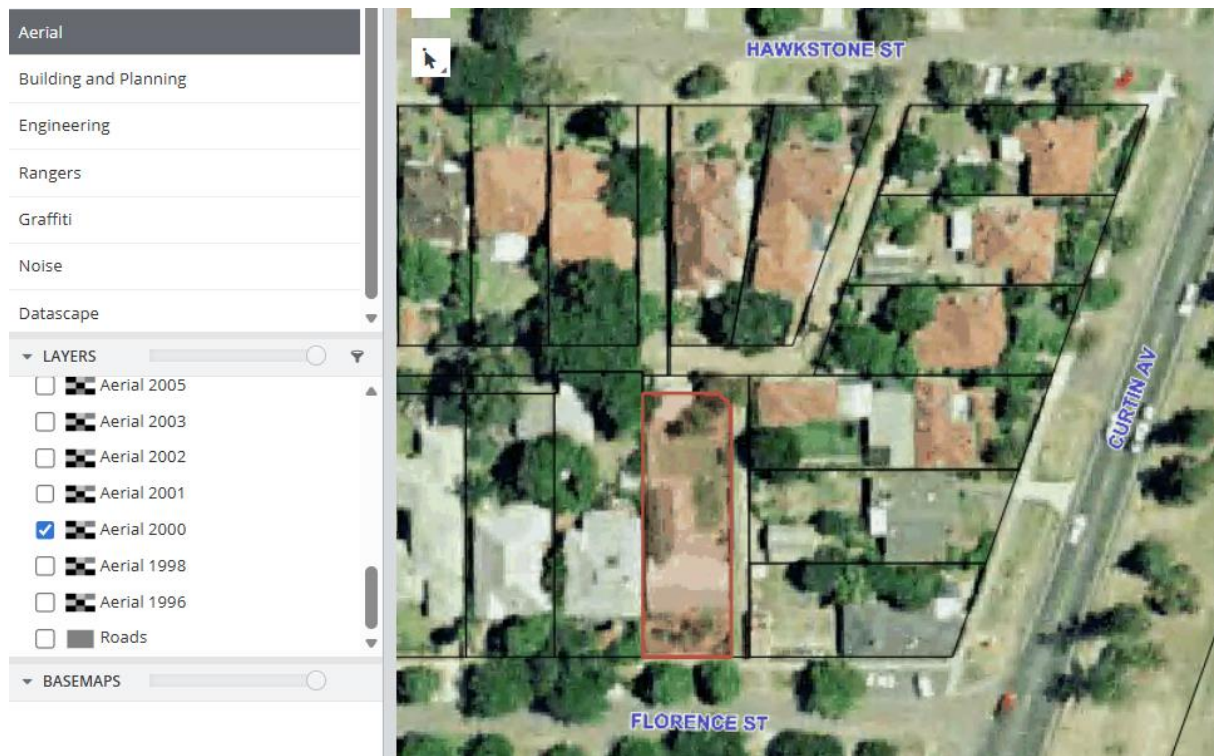 Aerial
Building and Planning
Engineering
Rangers
Graffiti
Noise
Datascape
LAYERS
Aerial 2005
Aerial 2003
Aerial 2002
Aerial 2001
Aerial 2000
Aerial 1998
Aerial 1996
Roads
BASEMAPS
HAWKSTONE ST
CURTIN AV
FLORENCE ST